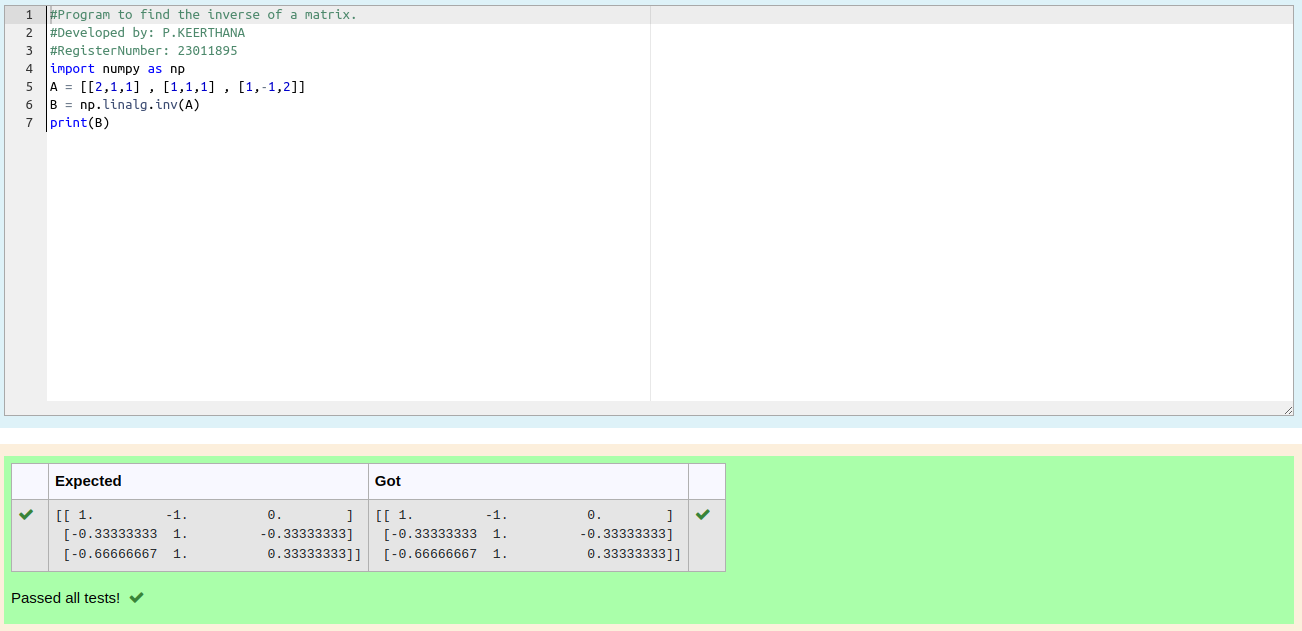 1 #Program to find the inverse of a matrix.
2 #Developed by: P.KEERTHANA
3 #RegisterNumber: 23011895
4 import numpy as np
5 A = [[2,1,1] , [1,1,1] , [1,-1,2]]
6 B = np.linalg.inv(A)
7 print(B)
Expected Got
[[ 1.         -1.          0.        ] [[ 1.         -1.          0.        ]
[-0.33333333  1.         -0.33333333] [-0.33333333  1.         -0.33333333]
[-0.66666667  1.          0.33333333]] [-0.66666667  1.          0.33333333]]
Passed all tests!